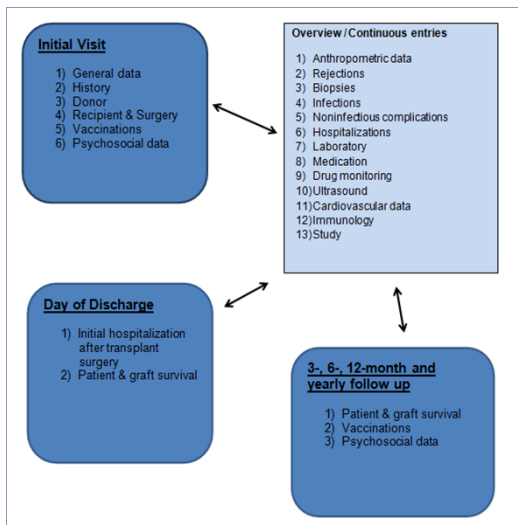 Initial Visit
1) General data
2) History
3) Donor
4) Recipient & Surgery
5) Vaccinations
6) Psychosocial data
Overview / Continuous entries
1) Anthropometric data
2) Rejections
3) Biopsies
4) Infections
5) Noninfectious complications
6) Hospitalizations
7) Laboratory
8) Medication
9) Drug monitoring
10) Ultrasound
11) Cardiovascular data
12) Immunology
13) Study
Day of Discharge
1) Initial hospitalization
after transplant
surgery
2) Patient & graft survival
3-, 6-, 12-month and
yearly follow up
1) Patient & graft survival
2) Vaccinations
3) Psychosocial data